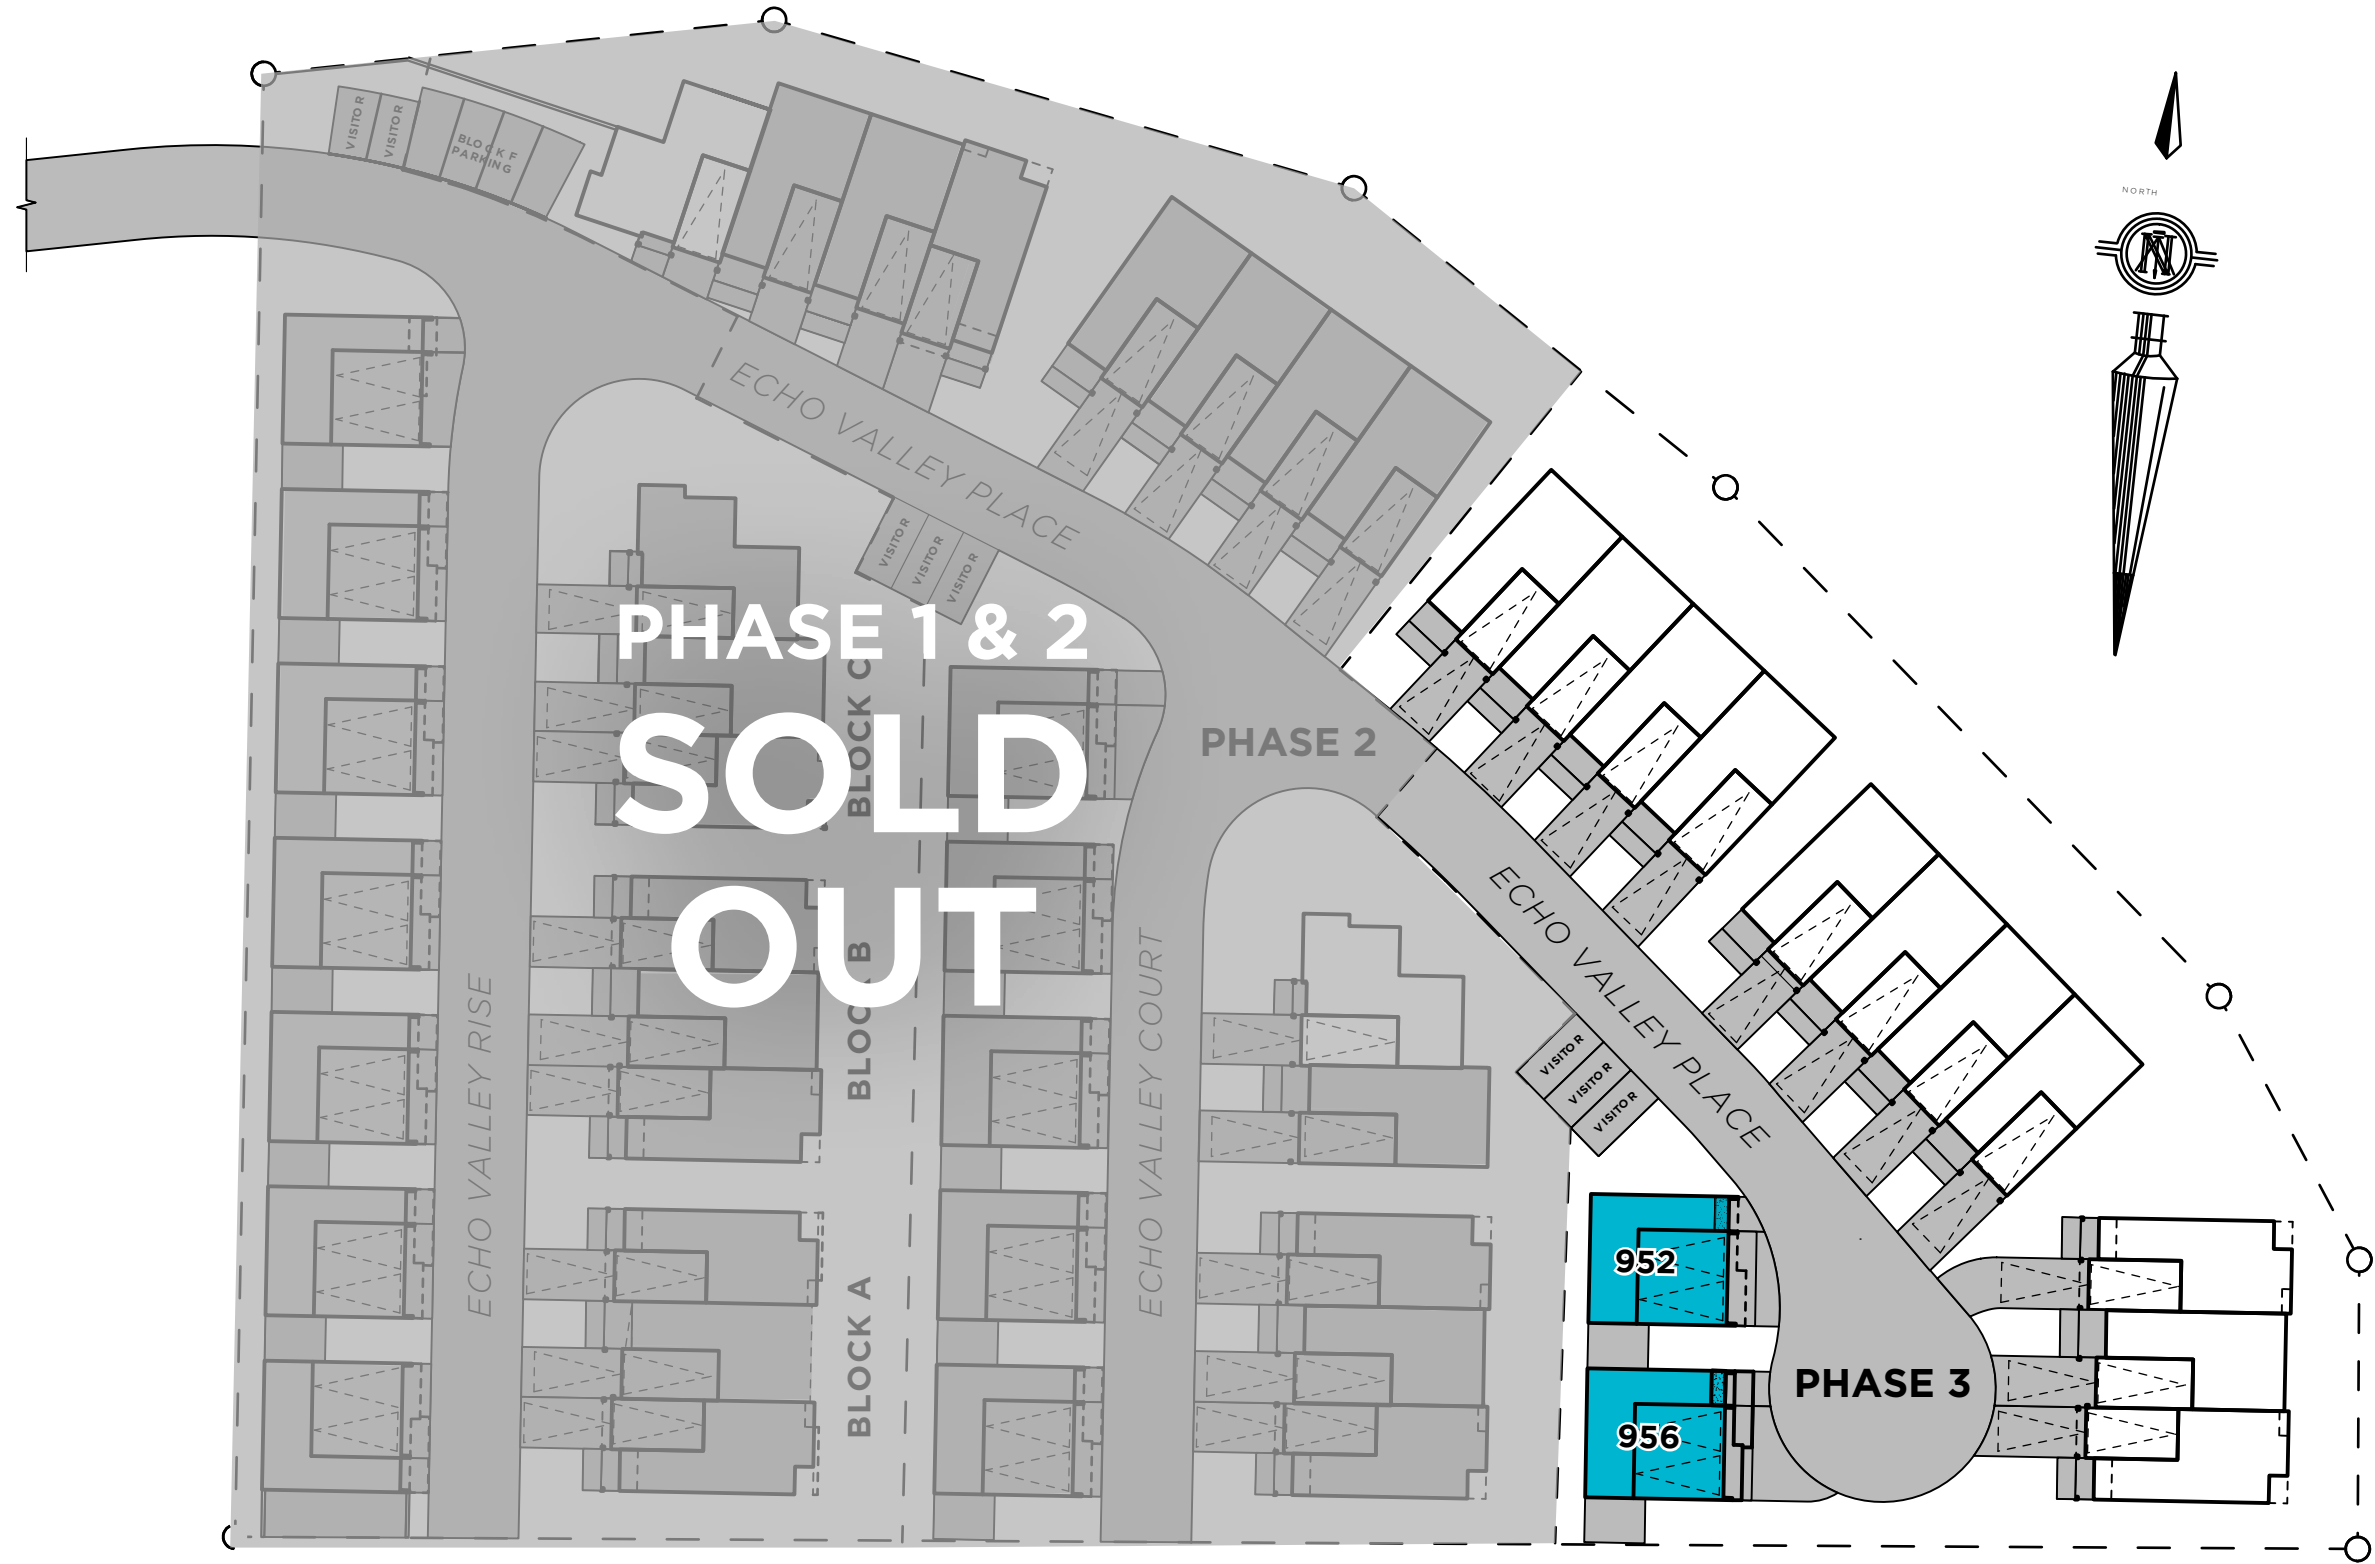 VISITOR
VISITOR
BLOCK F
PARKING
NORTH
N
ECHO VALLEY PLACE
VISITOR
VISITOR
VISITOR
PHASE 1 & 2
SOLD
OUT
PHASE 2
BLOCK C
BLOCK B
BLOCK A
ECHO VALLEY RISE
ECHO VALLEY COURT
ECHO VALLEY PLACE
VISITOR
VISITOR
VISITOR
952
PHASE 3
956